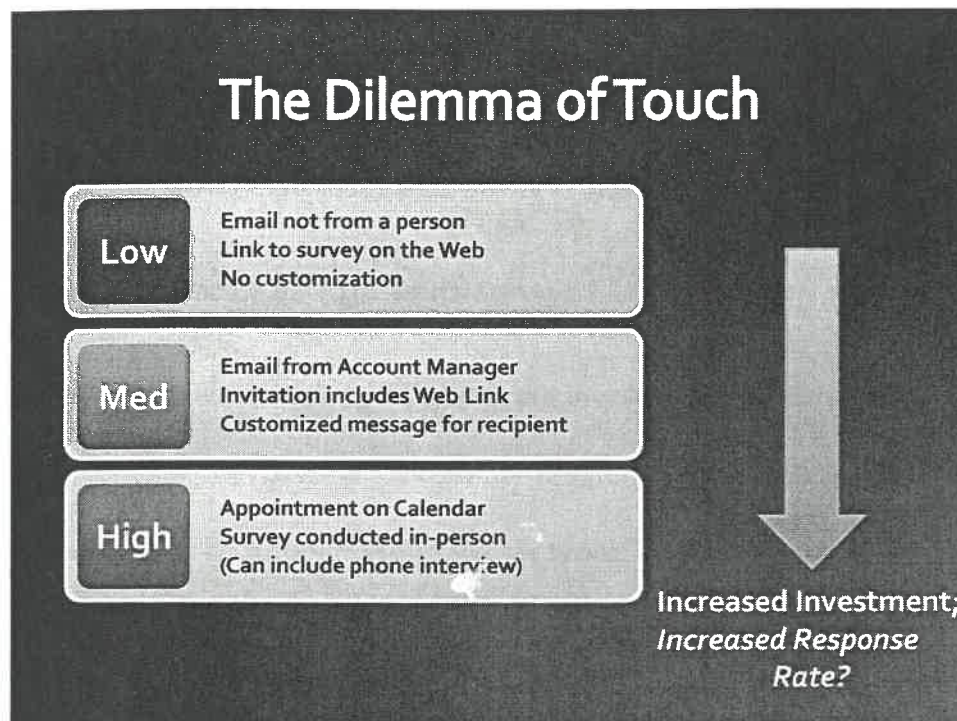 The Dilemma of Touch
Low
Email not from a person
Link to survey on the Web
No customization
Med
Email from Account Manager
Invitation includes Web Link
Customized message for recipient
High
Appointment on Calendar
Survey conducted in-person
(Can include phone interview)
Increased Investment;
Increased Response
Rate?